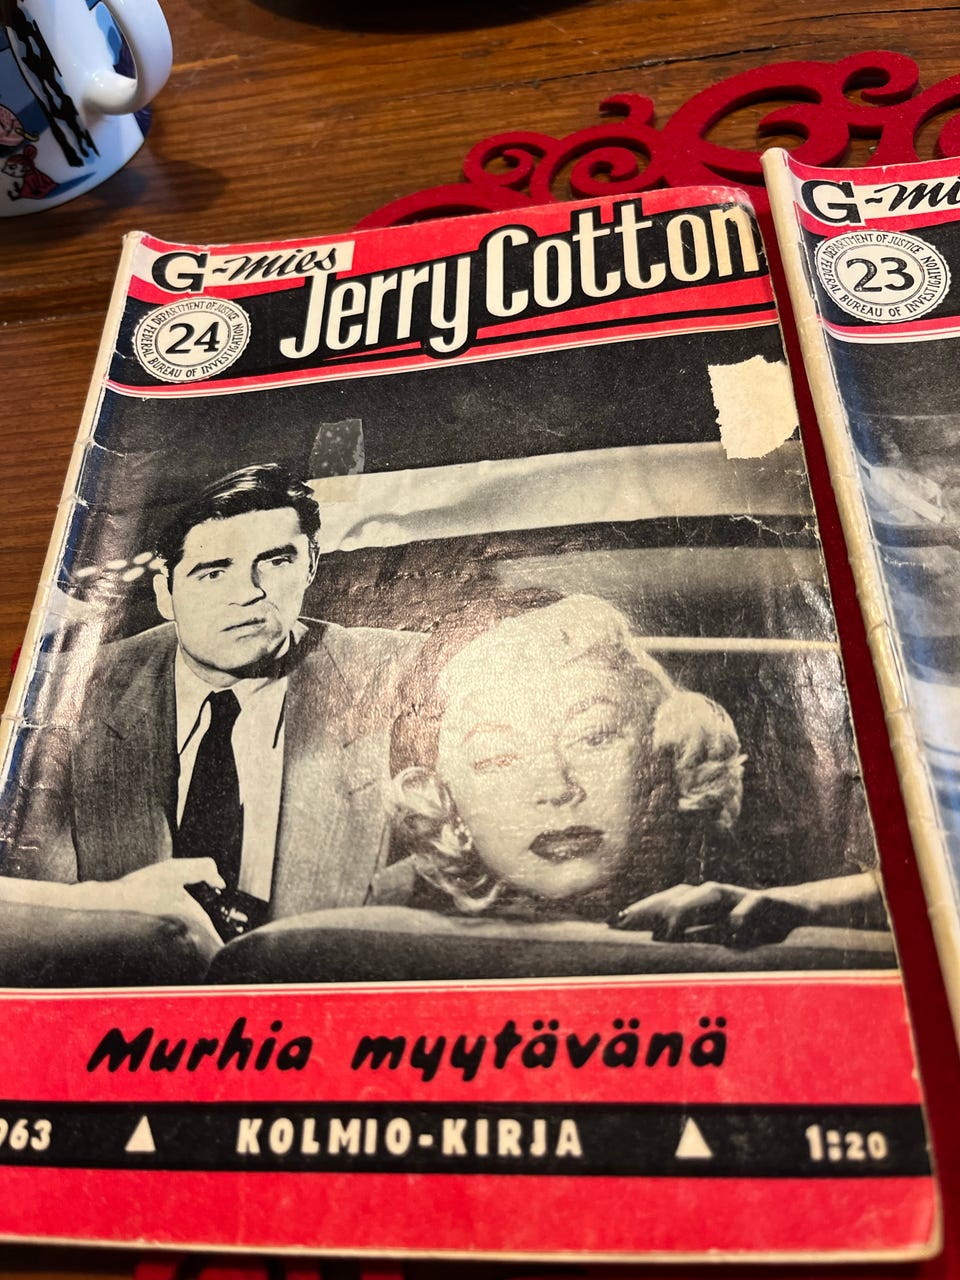 G-mies
Jerry Cotton
DEPARTMENT OF JUSTICE
24
FEDERAL BUREAU OF INVESTIGATION
Murhia myytävänä
963 KOLMIO-KIRJA 1:20
G-mi
DEPARTMENT OF JUSTICE
23
FEDERAL BUREAU OF INVESTIGATION